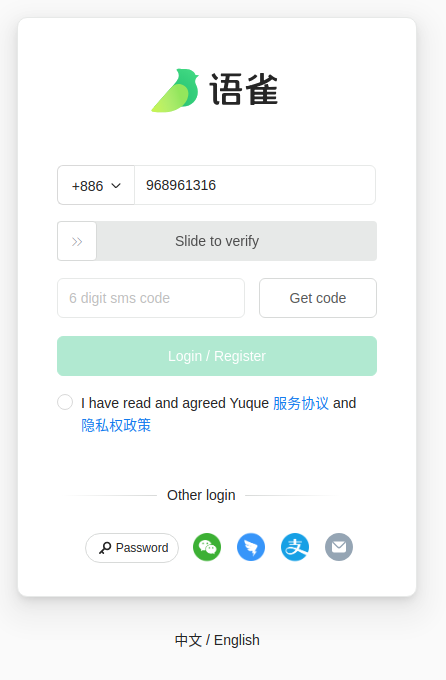 语雀
+886 968961316
Slide to verify
6 digit sms code Get code
Login / Register
I have read and agreed Yuque 服务协议 and
隐私权政策
Other login
Password
中文 / English